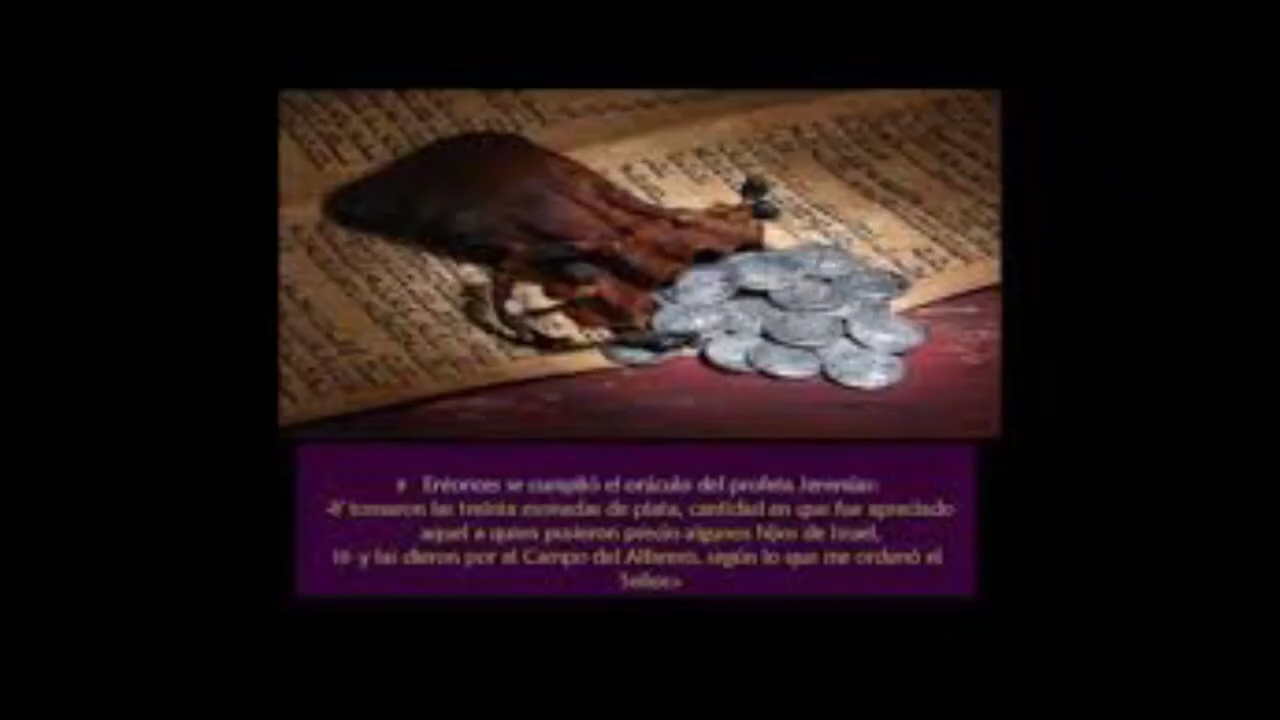 9 Entonces se cumplió el oráculo del profeta Jeremías:
«Y tomaron las treinta monedas de plata, cantidad en que fue apreciado
aquel a quien pusieron precio algunos hijos de Israel,
10 y las dieron por el Campo del Alfarero, según lo que me ordenó el
Señor»